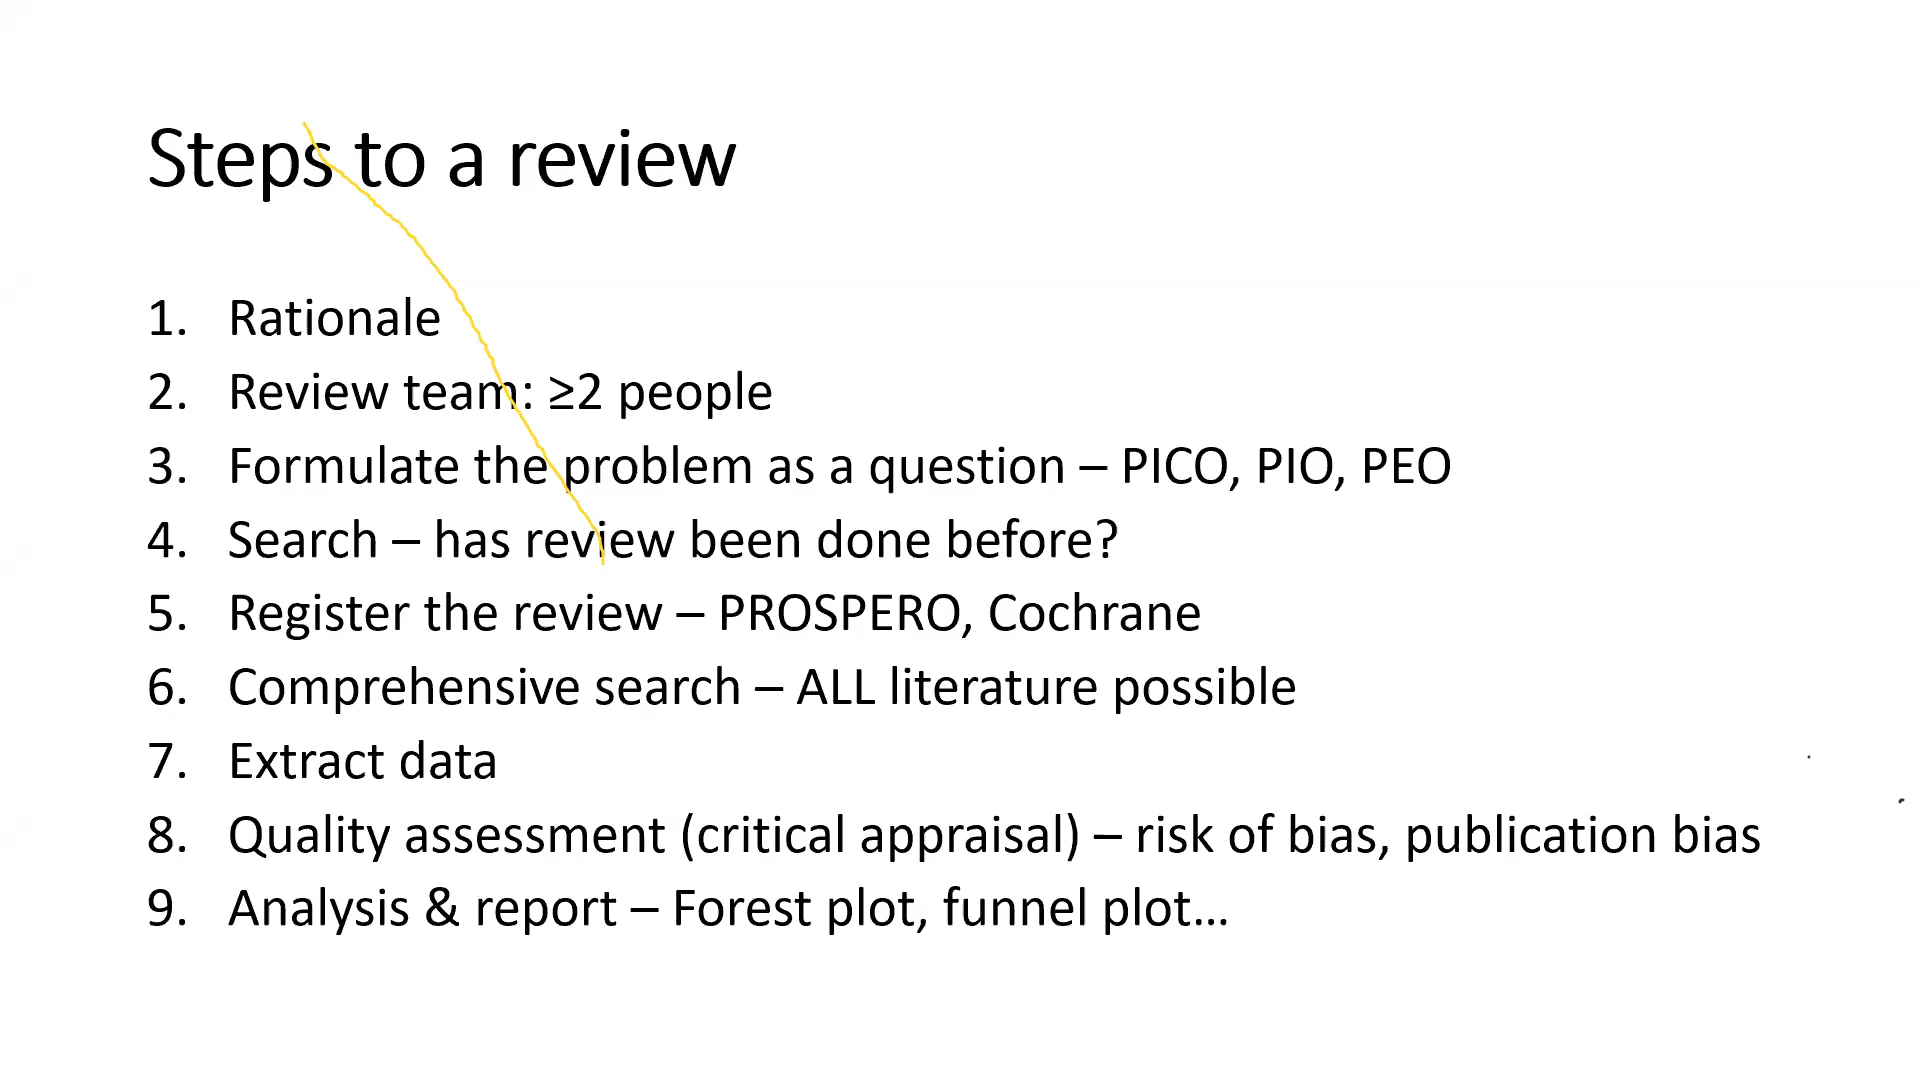 Steps to a review
1. Rationale
2. Review team: ≥2 people
3. Formulate the problem as a question – PICO, PIO, PEO
4. Search – has review been done before?
5. Register the review – PROSPERO, Cochrane
6. Comprehensive search – ALL literature possible
7. Extract data
8. Quality assessment (critical appraisal) – risk of bias, publication bias
9. Analysis & report – Forest plot, funnel plot…